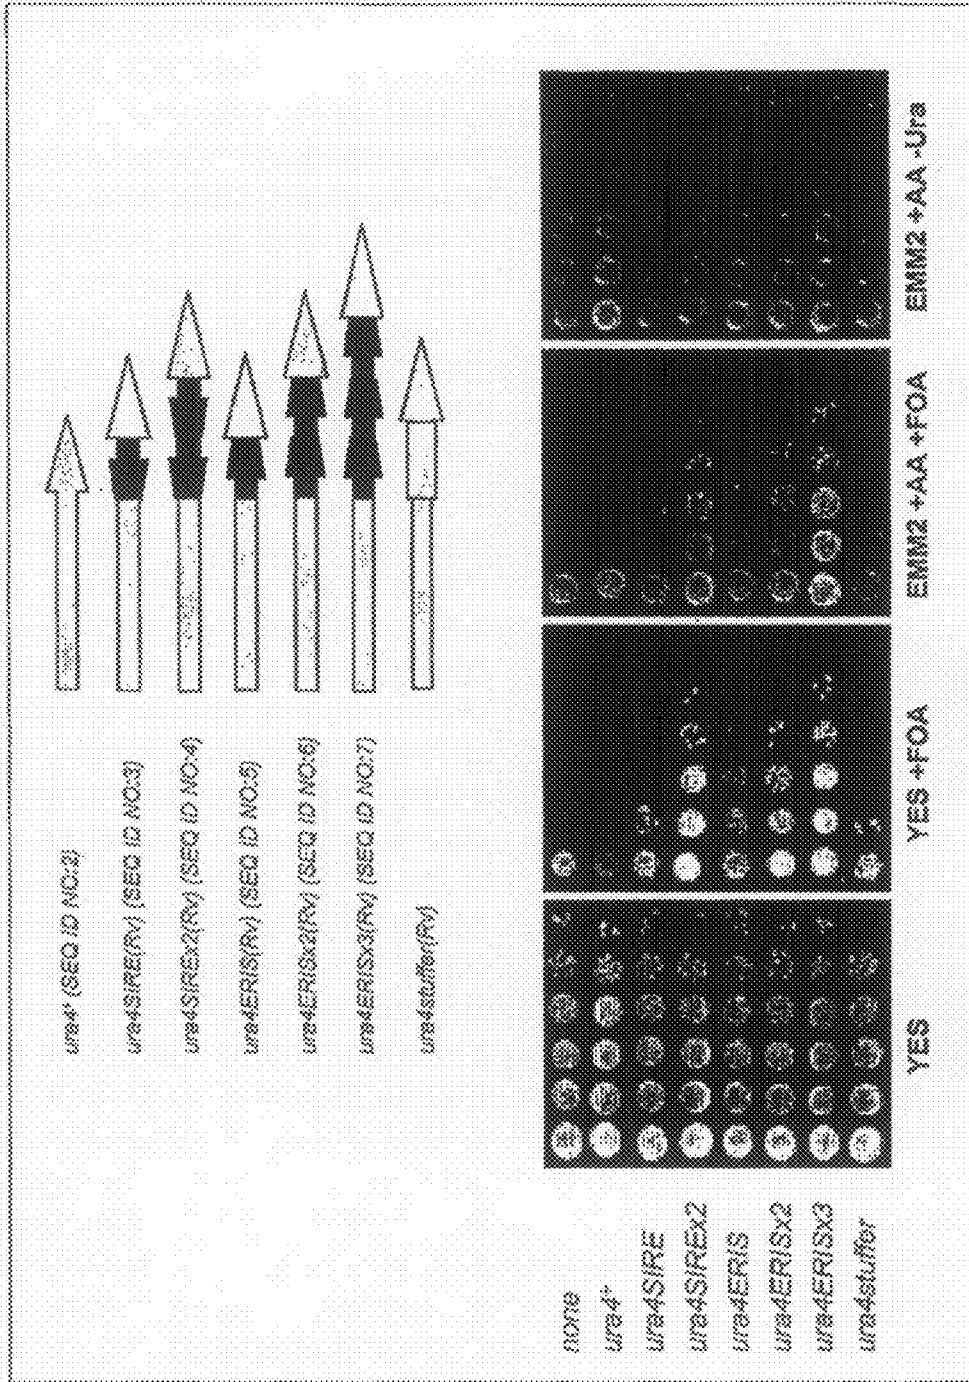 ura4⁺ (SEQ ID NO:2)
ura4SIRE(Rv) (SEQ ID NO:3)
ura4SIREx2(Rv) (SEQ ID NO:4)
ura4ERIS(Rv) (SEQ ID NO:5)
ura4ERISx2(Rv) (SEQ ID NO:6)
ura4ERISx3(Rv) (SEQ ID NO:7)
ura4stuffer(Rv)
none
ura4⁺
ura4SIRE
ura4SIREx2
ura4ERIS
ura4ERISx2
ura4ERISx3
ura4stuffer
YES
YES +FOA
EMM2 +AA +FOA
EMM2 +AA -Ura